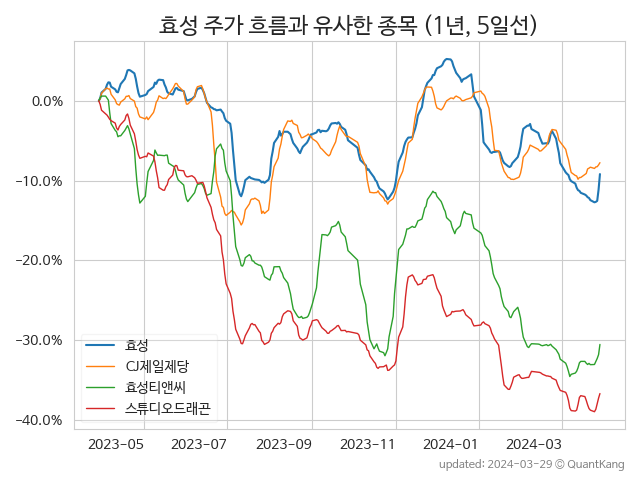 효성 주가 흐름과 유사한 종목 (1년, 5일선)
0.0%
−10.0%
−20.0%
−30.0%
−40.0%
효성
CJ제일제당
효성티앤씨
스튜디오드래곤
2023-05 2023-07 2023-09 2023-11 2024-01 2024-03
updated: 2024-03-29 © QuantKang